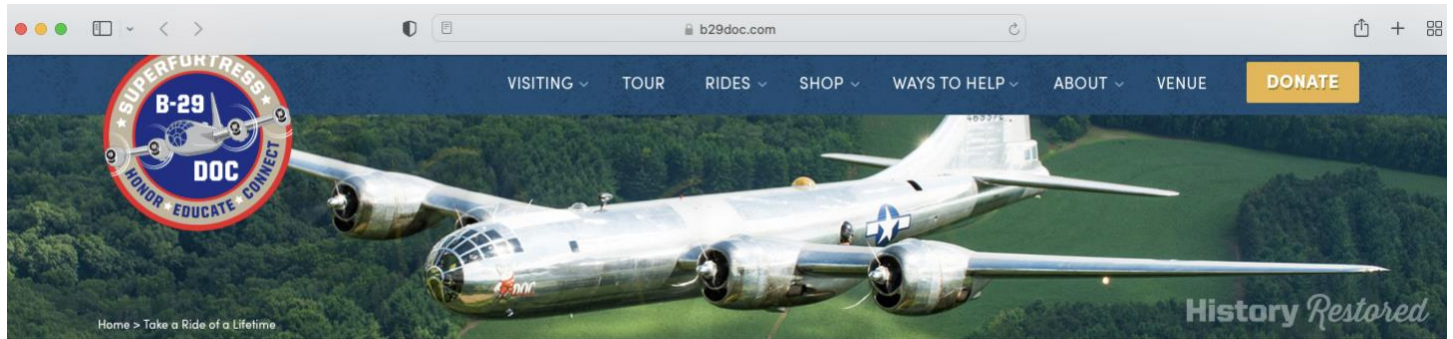 b29doc.com
SUPERFORTRESS
B-29
DOC
HONOR EDUCATE CONNECT
VISITING
TOUR
RIDES
SHOP
WAYS TO HELP
ABOUT
VENUE
DONATE
DOC
Home > Take a Ride of a Lifetime
History Restored